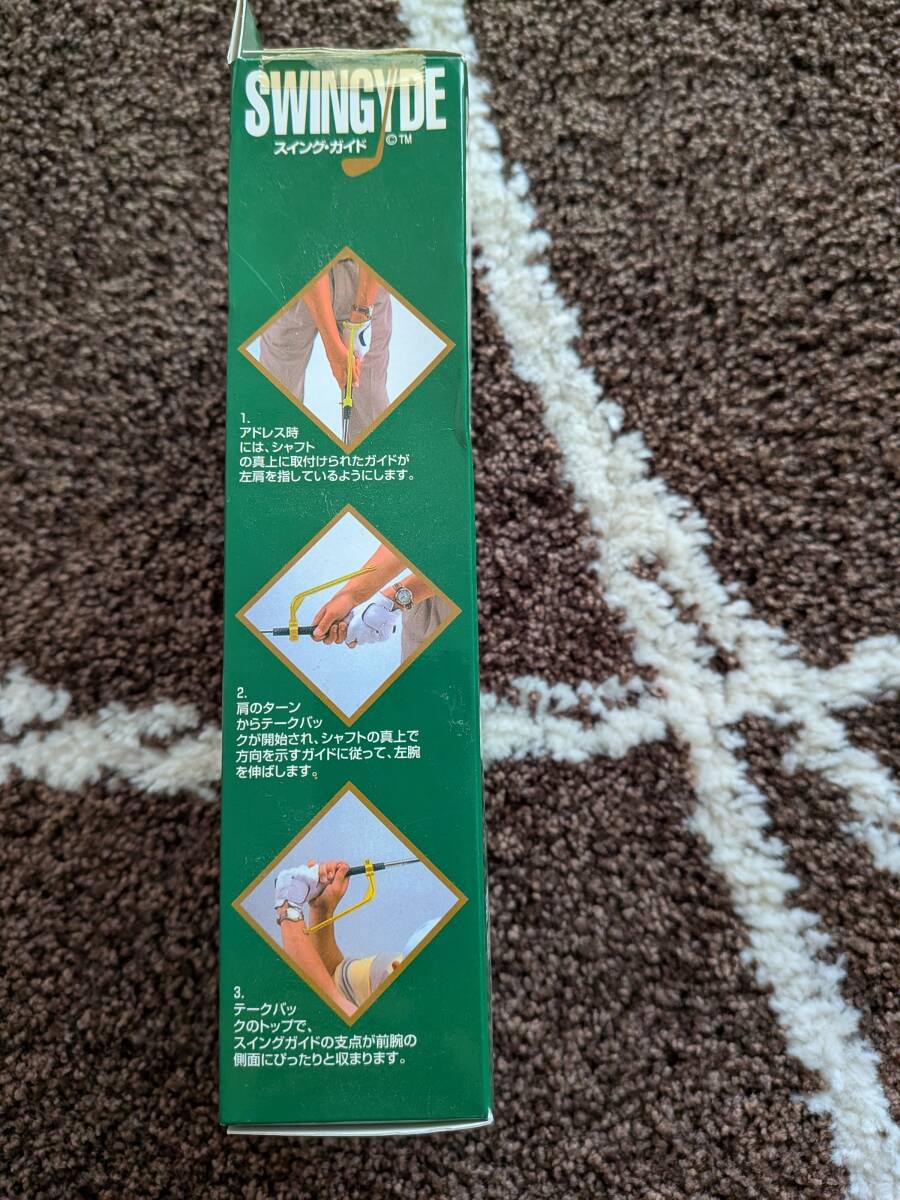 SWINGYDE
スイング・ガイド ©TM
1.
アドレス時
には、シャフト
の真上に取付けられたガイドが
左肩を指しているようにします。
2.
肩のターン
からテークバッ
クが開始され、シャフトの真上で
方向を示すガイドに従って、左腕
を伸ばします。
3.
テークバッ
クのトップで、
スイングガイドの支点が前腕の
側面にぴったりと収まります。